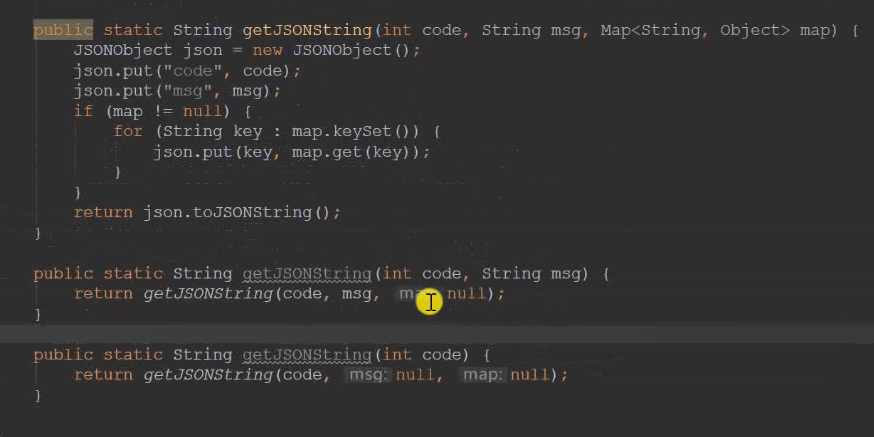 public static String getJSONString(int code, String msg, Map<String, Object> map) {
JSONObject json = new JSONObject();
json.put("code", code);
json.put("msg", msg);
if (map != null) {
for (String key : map.keySet()) {
json.put(key, map.get(key));
}
}
return json.toJSONString();
}
public static String getJSONString(int code, String msg) {
return getJSONString(code, msg, null);
}
public static String getJSONString(int code) {
return getJSONString(code, msg: null, map: null);
}